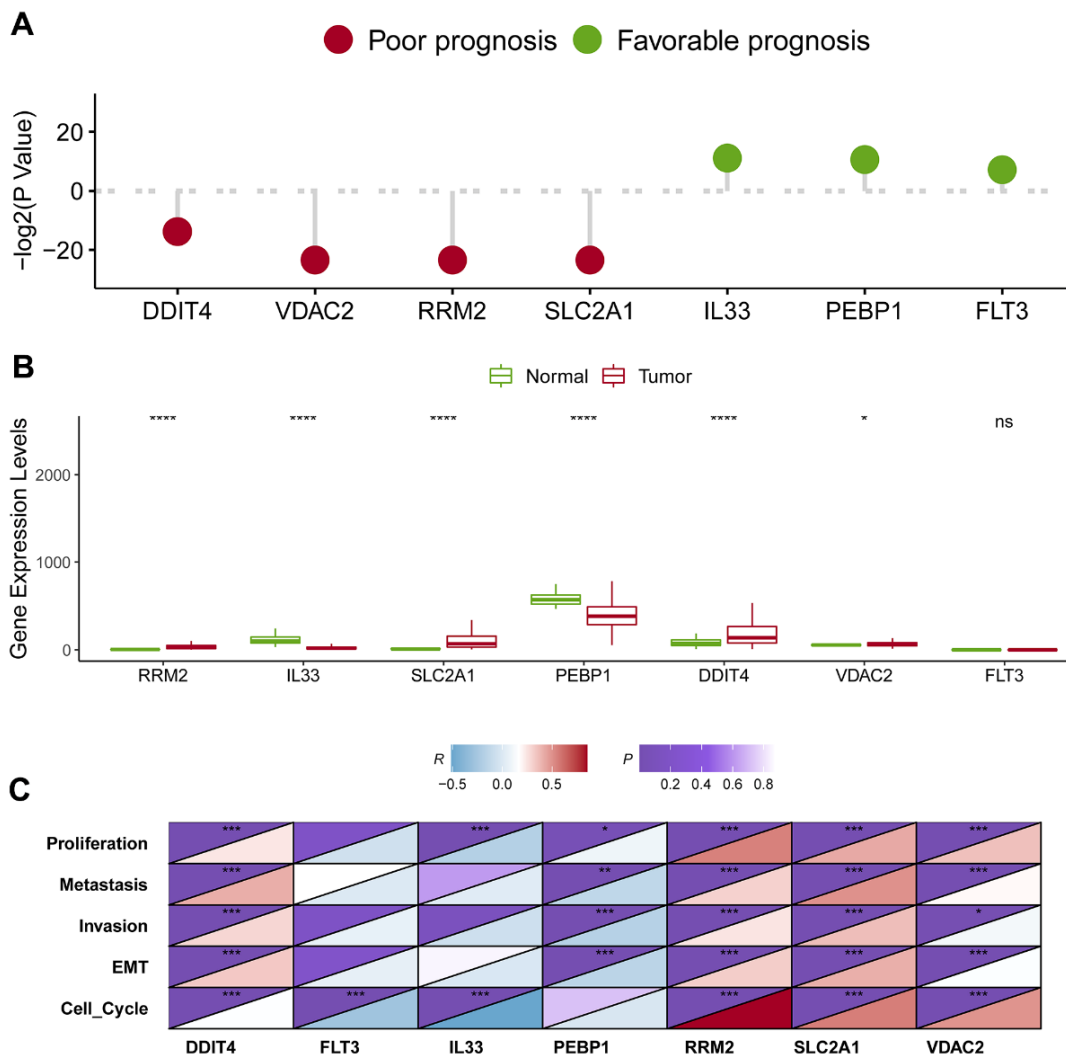 A
Poor prognosis Favorable prognosis
−log2(P Value)
20
0
−20
DDIT4 VDAC2 RRM2 SLC2A1 IL33 PEBP1 FLT3
B
Normal Tumor
Gene Expression Levels
**** **** **** **** **** * ns
2000
1000
0
RRM2 IL33 SLC2A1 PEBP1 DDIT4 VDAC2 FLT3
R −0.5 0.0 0.5
P 0.2 0.4 0.6 0.8
C
Proliferation *** *** * *** *** ***
Metastasis *** ** *** *** ***
Invasion *** *** *** *** *
EMT *** *** *** *** ***
Cell_Cycle *** *** *** *** *** ***
DDIT4 FLT3 IL33 PEBP1 RRM2 SLC2A1 VDAC2